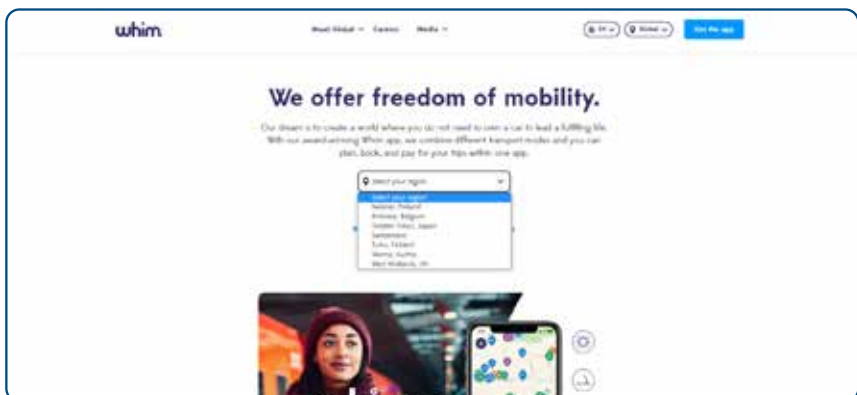 whim
Careers Media
Get the app
We offer freedom of mobility.
Our dream is to create a world where you do not need to own a car to lead a fulfilling life.
With our award-winning Whim app, we combine different transport modes and you can
plan, book, and pay for your trips within one app.
Select your region
Select your region
Helsinki, Finland
Antwerp, Belgium
Greater Tokyo, Japan
Switzerland
Turku, Finland
Vienna, Austria
West Midlands, UK